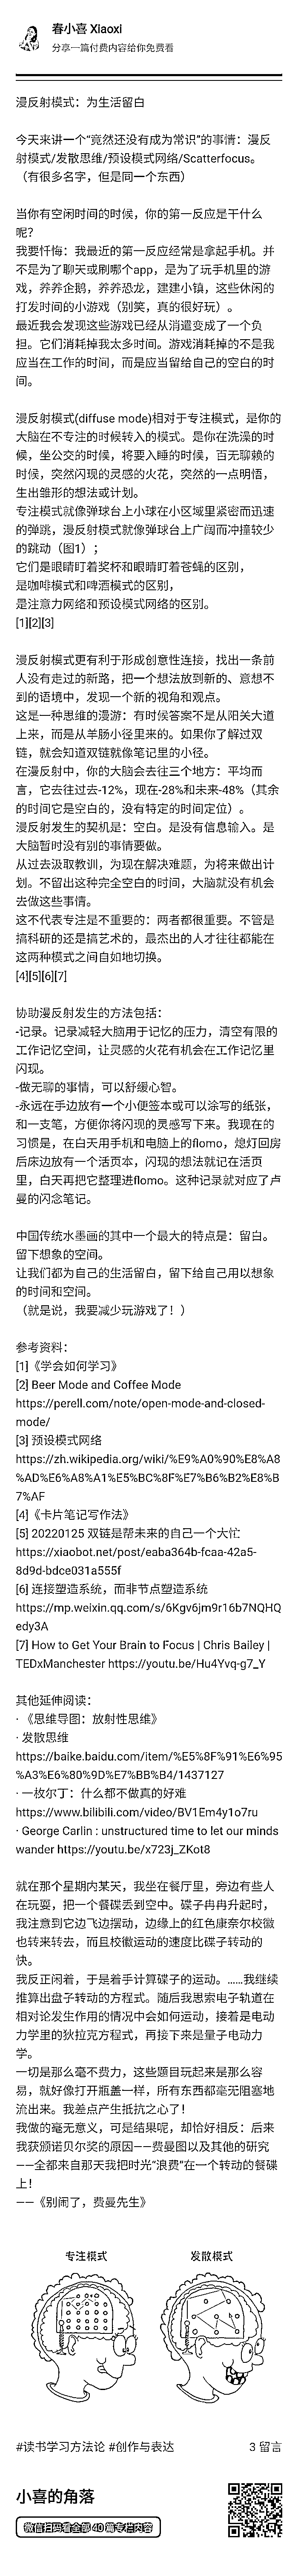 春小喜 Xiaoxi
分享一篇付费内容给你免费看
漫反射模式：为生活留白
今天来讲一个“竟然还没有成为常识”的事情：漫反
射模式/发散思维/预设模式网络/Scatterfocus。
（有很多名字，但是同一个东西）
当你有空闲时间的时候，你的第一反应是干什么
呢？
我要忏悔：我最近的第一反应经常是拿起手机。并
不是为了聊天或刷哪个app，是为了玩手机里的游
戏，养养企鹅，养养恐龙，建建小镇，这些休闲的
打发时间的小游戏（别笑，真的很好玩）。
最近我会发现这些游戏已经从消遣变成了一个负
担。它们消耗掉我太多时间。游戏消耗掉的不是我
应当在工作的时间，而是应当留给自己的空白的时
间。
漫反射模式(diffuse mode)相对于专注模式，是你的
大脑在不专注的时候转入的模式。是你在洗澡的时
候，坐公交的时候，将要入睡的时候，百无聊赖的
时候，突然闪现的灵感的火花，突然的一点明悟，
生出雏形的想法或计划。
专注模式就像弹球台上小球在小区域里紧密而迅速
的弹跳，漫反射模式就像弹球台上广阔而冲撞较少
的跳动（图1）；
它们是眼睛盯着奖杯和眼睛盯着苍蝇的区别，
是咖啡模式和啤酒模式的区别，
是注意力网络和预设模式网络的区别。
[1][2][3]
漫反射模式更有利于形成创意性连接，找出一条前
人没有走过的新路，把一个想法放到新的、意想不
到的语境中，发现一个新的视角和观点。
这是一种思维的漫游：有时候答案不是从阳关大道
上来，而是从羊肠小径里来的。如果你了解过双
链，就会知道双链就像笔记里的小径。
在漫反射中，你的大脑会去往三个地方：平均而
言，它去往过去-12%，现在-28%和未来-48%（其余
的时间它是空白的，没有特定的时间定位）。
漫反射发生的契机是：空白。是没有信息输入。是
大脑暂时没有别的事情要做。
从过去汲取教训，为现在解决难题，为将来做出计
划。不留出这种完全空白的时间，大脑就没有机会
去做这些事情。
这不代表专注是不重要的：两者都很重要。不管是
搞科研的还是搞艺术的，最杰出的人才往往都能在
这两种模式之间自如地切换。
[4][5][6][7]
协助漫反射发生的方法包括：
-记录。记录减轻大脑用于记忆的压力，清空有限的
工作记忆空间，让灵感的火花有机会在工作记忆里
闪现。
-做无聊的事情，可以舒缓心智。
-永远在手边放有一个小便签本或可以涂写的纸张，
和一支笔，方便你将闪现的灵感写下来。我现在的
习惯是，在白天用手机和电脑上的flomo，熄灯回房
后床边放有一个活页本，闪现的想法就记在活页
里，白天再把它整理进flomo。这种记录就对应了卢
曼的闪念笔记。
中国传统水墨画的其中一个最大的特点是：留白。
留下想象的空间。
让我们都为自己的生活留白，留下给自己用以想象
的时间和空间。
（就是说，我要减少玩游戏了！）
参考资料：
[1]《学会如何学习》
[2] Beer Mode and Coffee Mode
https://perell.com/note/open-mode-and-closed-
mode/
[3] 预设模式网络
https://zh.wikipedia.org/wiki/%E9%A0%90%E8%A8
%AD%E6%A8%A1%E5%BC%8F%E7%B6%B2%E8%B
7%AF
[4]《卡片笔记写作法》
[5] 20220125 双链是帮未来的自己一个大忙
https://xiaobot.net/post/eaba364b-fcaa-42a5-
8d9d-bdce031a555f
[6] 连接塑造系统，而非节点塑造系统
https://mp.weixin.qq.com/s/6Kgv6jm9r16b7NQHQ
edy3A
[7] How to Get Your Brain to Focus | Chris Bailey |
TEDxManchester https://youtu.be/Hu4Yvq-g7_Y
其他延伸阅读：
· 《思维导图：放射性思维》
· 发散思维
https://baike.baidu.com/item/%E5%8F%91%E6%95
%A3%E6%80%9D%E7%BB%B4/1437127
· 一枚尔丁：什么都不做真的好难
https://www.bilibili.com/video/BV1Em4y1o7ru
· George Carlin : unstructured time to let our minds
wander https://youtu.be/x723j_ZKot8
就在那个星期内某天，我坐在餐厅里，旁边有些人
在玩耍，把一个餐碟丢到空中。碟子冉冉升起时，
我注意到它边飞边摆动，边缘上的红色康奈尔校徽
也转来转去，而且校徽运动的速度比碟子转动的
快。
我反正闲着，于是着手计算碟子的运动。……我继续
推算出盘子转动的方程式。随后我思索电子轨道在
相对论发生作用的情况中会如何运动，接着是电动
力学里的狄拉克方程式，再接下来是量子电动力
学。
一切是那么毫不费力，这些题目玩起来是那么容
易，就好像打开瓶盖一样，所有东西都毫无阻塞地
流出来。我差点产生抵抗之心了！
我做的毫无意义，可是结果呢，却恰好相反：后来
我获颁诺贝尔奖的原因——费曼图以及其他的研究
——全都来自那天我把时光“浪费”在一个转动的餐碟
上！
——《别闹了，费曼先生》
专注模式
发散模式
#读书学习方法论 #创作与表达
3 留言
小喜的角落
微信扫码看全部 40 篇专栏内容